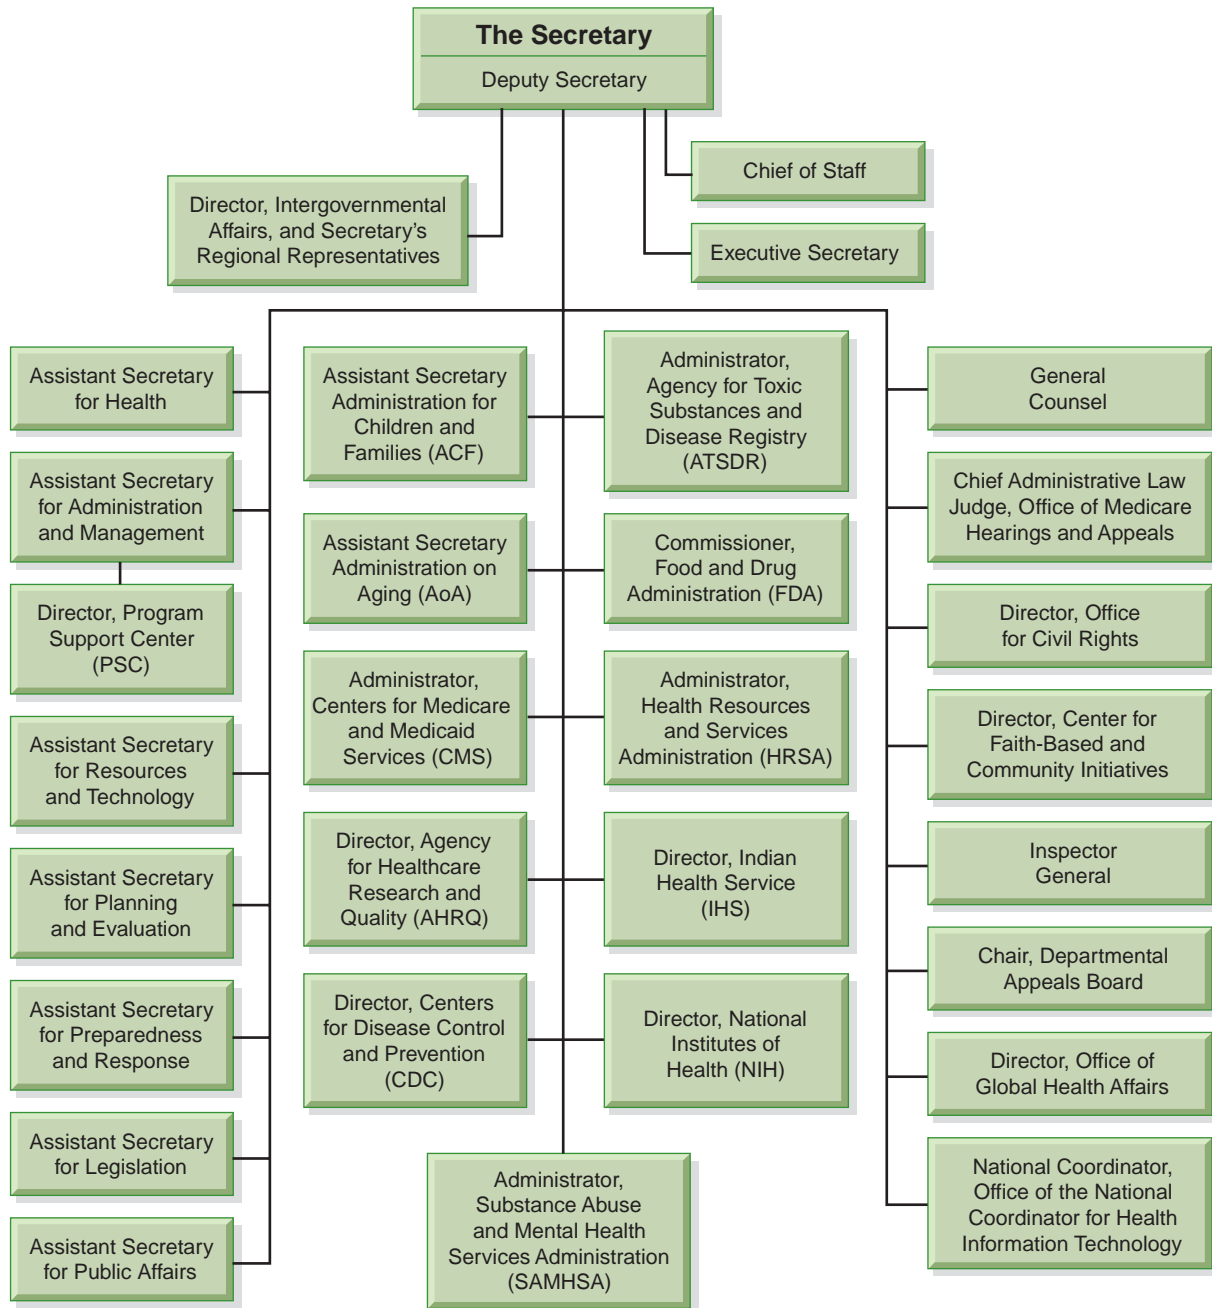 The Secretary
Deputy Secretary
Chief of Staff
Director, Intergovernmental
Affairs, and Secretary's
Regional Representatives
Executive Secretary
Assistant Secretary
for Health
Assistant Secretary
for Administration
and Management
Director, Program
Support Center
(PSC)
Assistant Secretary
for Resources
and Technology
Assistant Secretary
for Planning
and Evaluation
Assistant Secretary
for Preparedness
and Response
Assistant Secretary
for Legislation
Assistant Secretary
for Public Affairs
Assistant Secretary
Administration for
Children and
Families (ACF)
Assistant Secretary
Administration on
Aging (AoA)
Administrator,
Centers for Medicare
and Medicaid
Services (CMS)
Director, Agency
for Healthcare
Research and
Quality (AHRQ)
Director, Centers
for Disease Control
and Prevention
(CDC)
Administrator,
Agency for Toxic
Substances and
Disease Registry
(ATSDR)
Commissioner,
Food and Drug
Administration (FDA)
Administrator,
Health Resources
and Services
Administration (HRSA)
Director, Indian
Health Service
(IHS)
Director, National
Institutes of
Health (NIH)
Administrator,
Substance Abuse
and Mental Health
Services Administration
(SAMHSA)
General
Counsel
Chief Administrative Law
Judge, Office of Medicare
Hearings and Appeals
Director, Office
for Civil Rights
Director, Center for
Faith-Based and
Community Initiatives
Inspector
General
Chair, Departmental
Appeals Board
Director, Office of
Global Health Affairs
National Coordinator,
Office of the National
Coordinator for Health
Information Technology